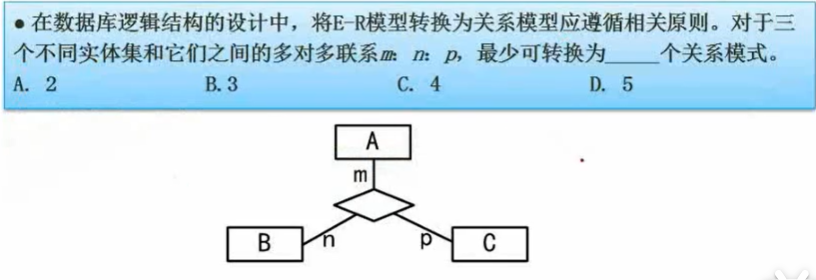 ● 在数据库逻辑结构的设计中，将E-R模型转换为关系模型应遵循相关原则。对于三
个不同实体集和它们之间的多对多联系m：n：p，最少可转换为_____个关系模式。
A. 2 B. 3 C. 4 D. 5
A
m
B n p C